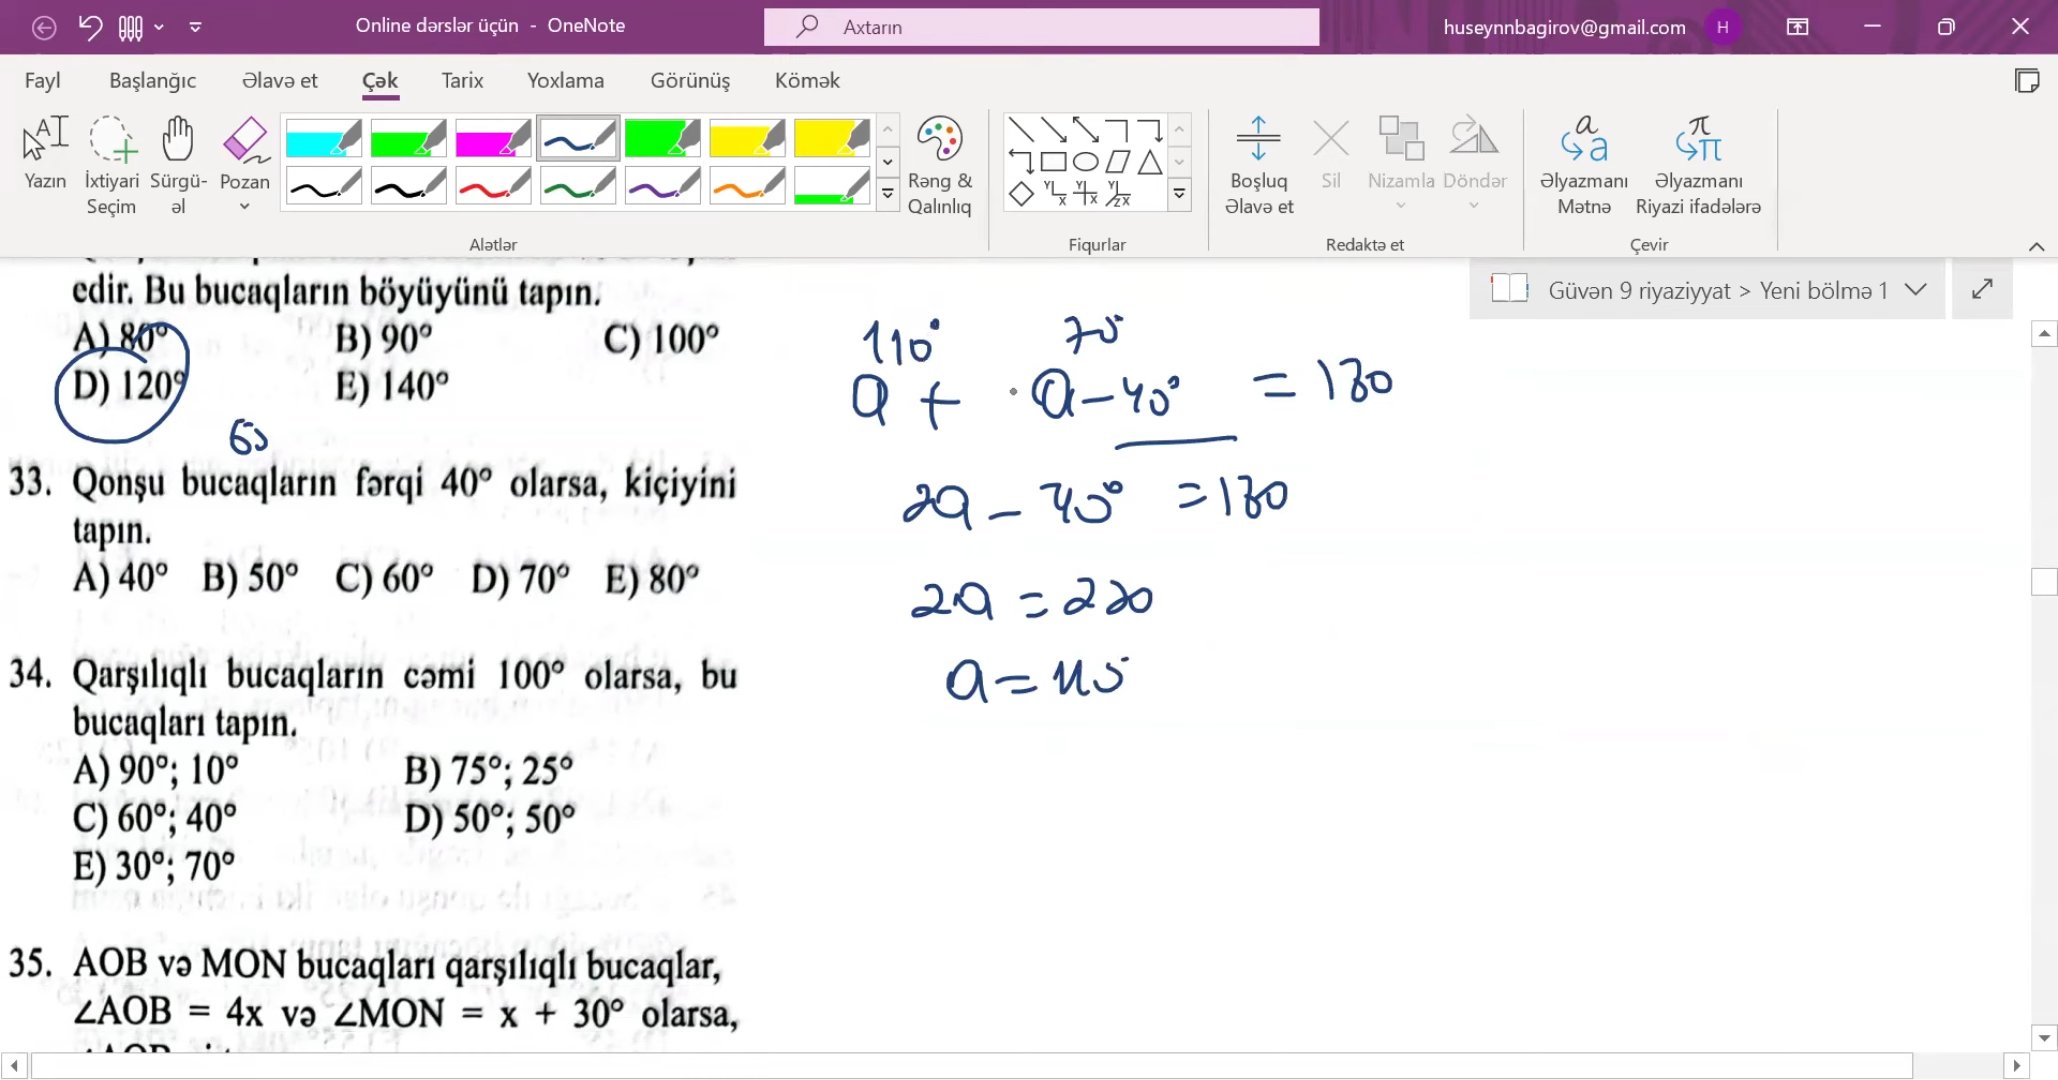 Online dərslər üçün - OneNote
Axtarın
huseynnbagirov@gmail.com H
Fayl Başlanğıc Əlavə et Çək Tarix Yoxlama Görünüş Kömək
Yazın
İxtiyari Seçim
Sürgü-əl
Pozan
Rəng & Qalınlıq
Boşluq Əlavə et
Sil
Nizamla
Döndər
Əlyazmanı Mətnə
Əlyazmanı Riyazi ifadələrə
Alətlər Fiqurlar Redaktə et Çevir
Güvən 9 riyaziyyat > Yeni bölmə 1
edir. Bu bucaqların böyüyünü tapın.
A) 80° B) 90° C) 100°
D) 120° E) 140°
33. Qonşu bucaqların fərqi 40° olarsa, kiçiyini
tapın.
A) 40° B) 50° C) 60° D) 70° E) 80°
34. Qarşılıqlı bucaqların cəmi 100° olarsa, bu
bucaqları tapın.
A) 90°; 10° B) 75°; 25°
C) 60°; 40° D) 50°; 50°
E) 30°; 70°
35. AOB və MON bucaqları qarşılıqlı bucaqlar,
∠AOB = 4x və ∠MON = x + 30° olarsa,
110° 70°
a + a - 40° = 180
2a - 40° = 180
2a = 220
a = 110